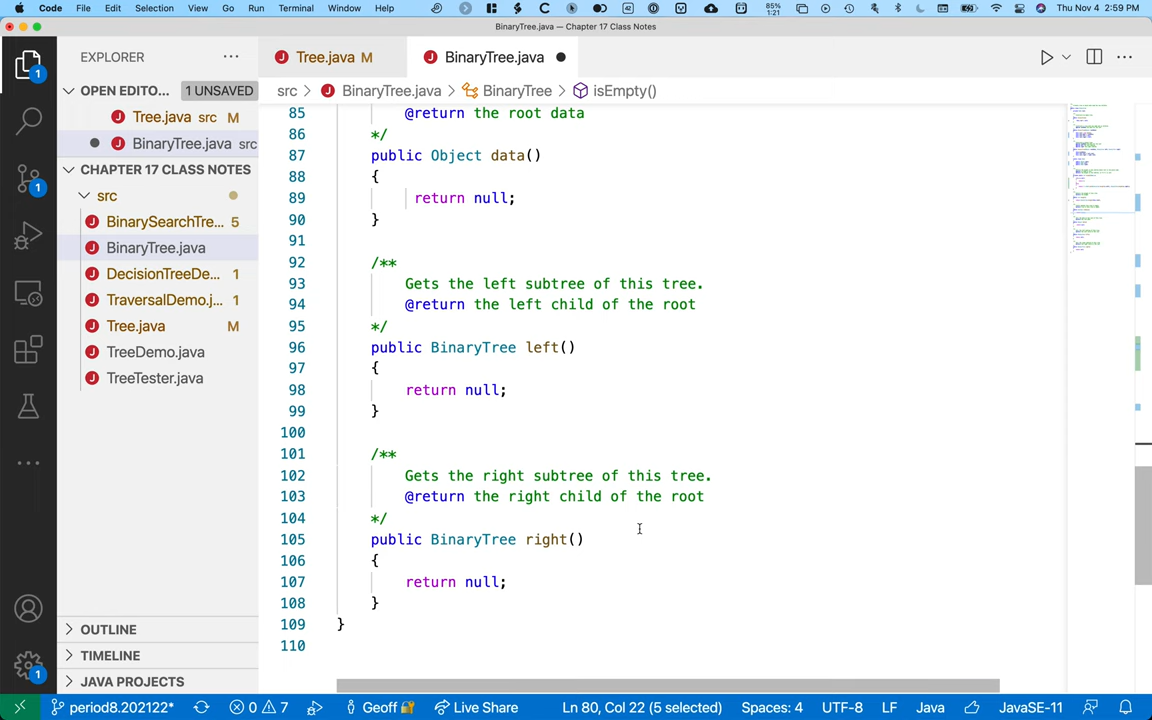 Code File Edit Selection View Go Run Terminal Window Help 85% 1:21 Thu Nov 4 2:59 PM
BinaryTree.java — Chapter 17 Class Notes
EXPLORER
Tree.java M
BinaryTree.java
OPEN EDITO... 1 UNSAVED
Tree.java src M
BinaryTree.java src
CHAPTER 17 CLASS NOTES
src
BinarySearchTre... 5
BinaryTree.java
DecisionTreeDe... 1
TraversalDemo.j... 1
Tree.java M
TreeDemo.java
TreeTester.java
OUTLINE
TIMELINE
JAVA PROJECTS
src > BinaryTree.java > BinaryTree > isEmpty()
85 @return the root data
86 */
87 public Object data()
88 {
89 return null;
90 }
91
92 /**
93 Gets the left subtree of this tree.
94 @return the left child of the root
95 */
96 public BinaryTree left()
97 {
98 return null;
99 }
100
101 /**
102 Gets the right subtree of this tree.
103 @return the right child of the root
104 */
105 public BinaryTree right()
106 {
107 return null;
108 }
109 }
110
period8.202122* 0 7 Geoff Live Share Ln 80, Col 22 (5 selected) Spaces: 4 UTF-8 LF Java JavaSE-11